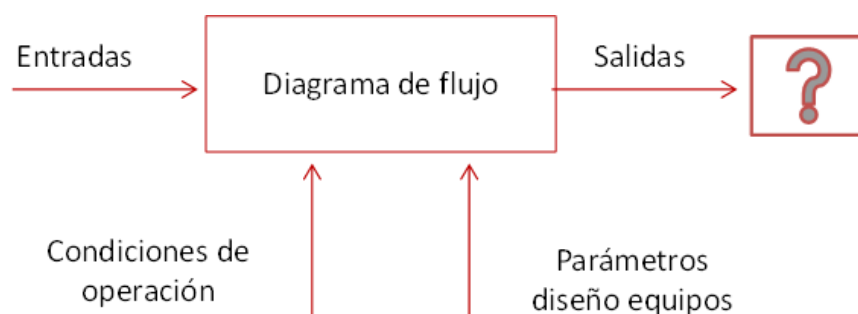 Entradas
Diagrama de flujo
Salidas
?
Condiciones de
operación
Parámetros
diseño equipos